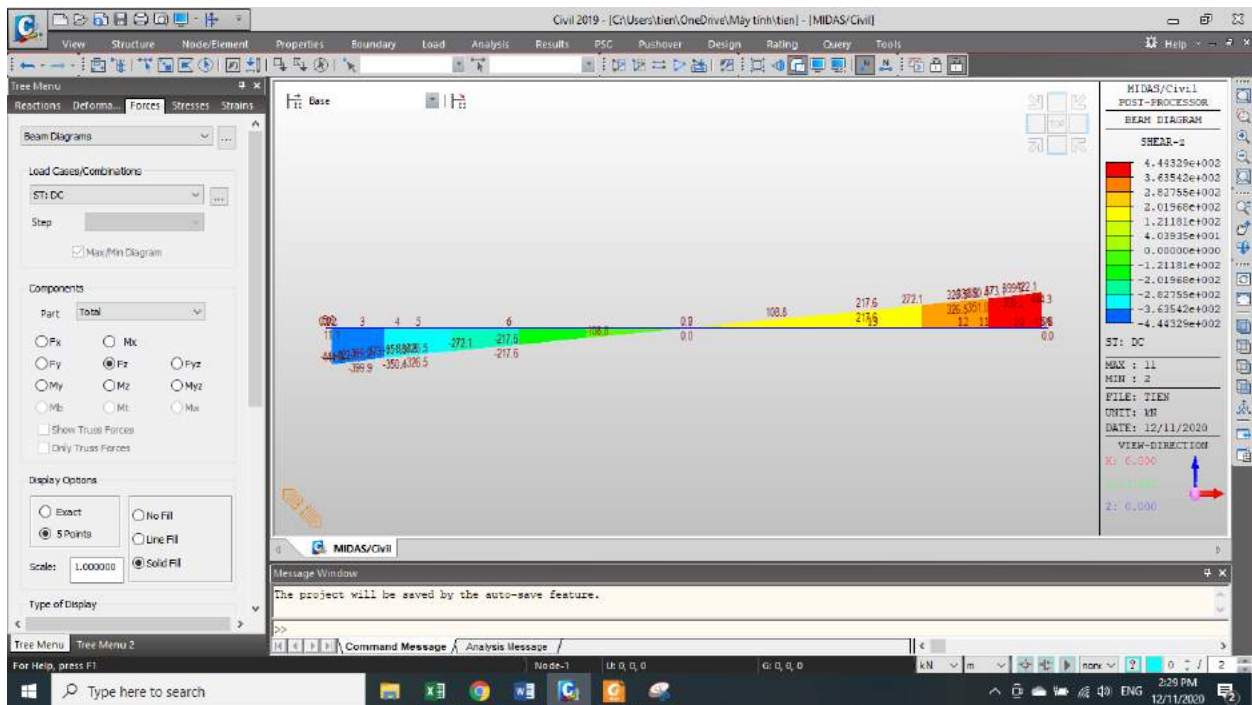 Civil 2019 - [C:\Users\tien\OneDrive\Máy tính\tien] - [MIDAS/Civil]
View Structure Node/Element Properties Boundary Load Analysis Results PSC Pushover Design Rating Query Tools Help
Tree Menu
Reactions Deforma... Forces Stresses Strains
Beam Diagrams
Load Cases/Combinations
ST: DC
Step
Max/Min Diagram
Components
Part Total
Fx Mx
Fy Fz Fyz
My Mz Myz
Mb Mt Mw
Show Truss Forces
Only Truss Forces
Display Options
Exact
5 Points
No Fill
Line Fill
Solid Fill
Scale: 1.000000
Type of Display
Tree Menu Tree Menu 2
Base
3 4 5 6
-272.1 -217.6
-217.6
-399.9 -350.4
0.0
108.8
217.6 272.1
12 11
0.0
MIDAS/Civil
POST-PROCESSOR
BEAM DIAGRAM
SHEAR-z
4.44329e+002
3.63542e+002
2.82755e+002
2.01968e+002
1.21181e+002
4.03935e+001
0.00000e+000
-1.21181e+002
-2.01968e+002
-2.82755e+002
-3.63542e+002
-4.44329e+002
ST: DC
MAX : 11
MIN : 2
FILE: TIEN
UNIT: kN
DATE: 12/11/2020
VIEW-DIRECTION
X: 0.000
Z: 0.000
MIDAS/Civil
Message Window
The project will be saved by the auto-save feature.
>>
Command Message Analysis Message
For Help, press F1
Node-1 U: 0, 0, 0 G: 0, 0, 0 kN m none ? 0 / 2
Type here to search
ENG
2:29 PM
12/11/2020